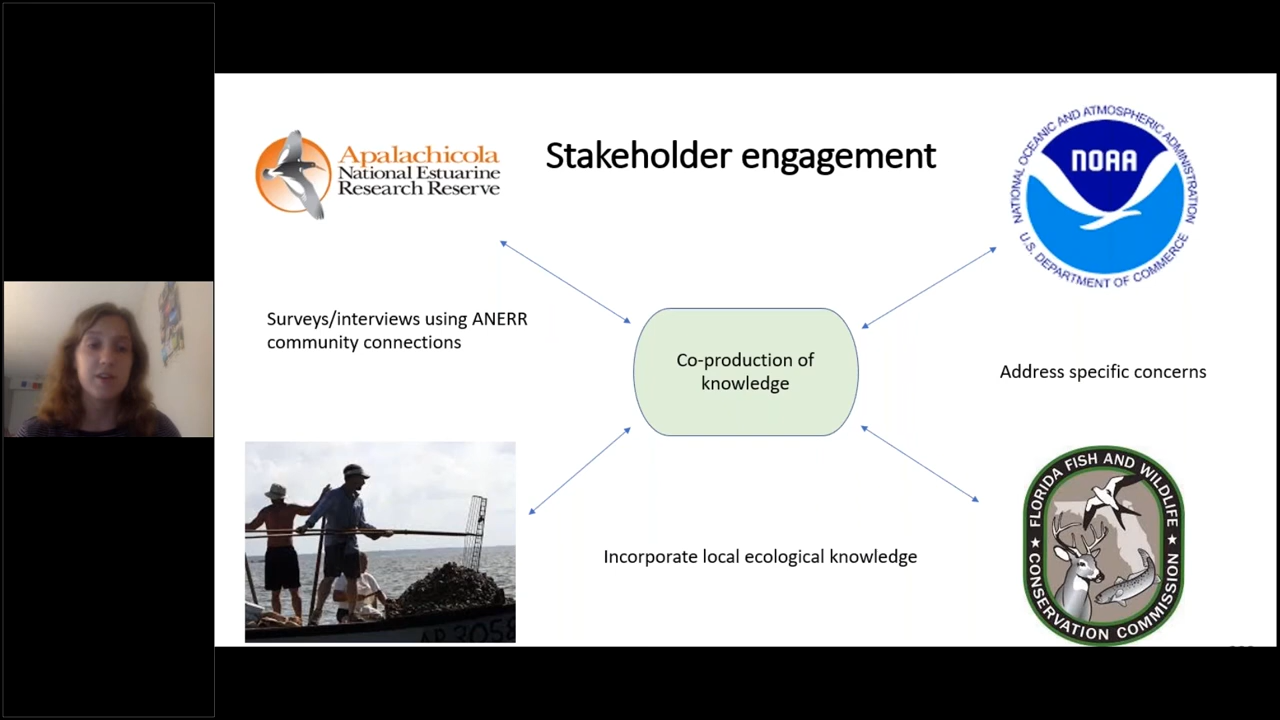 Stakeholder engagement
Apalachicola
National Estuarine
Research Reserve
NATIONAL OCEANIC AND ATMOSPHERIC ADMINISTRATION
NOAA
U.S. DEPARTMENT OF COMMERCE
Surveys/interviews using ANERR
community connections
Co-production of
knowledge
Address specific concerns
Incorporate local ecological knowledge
FLORIDA FISH AND WILDLIFE
CONSERVATION COMMISSION